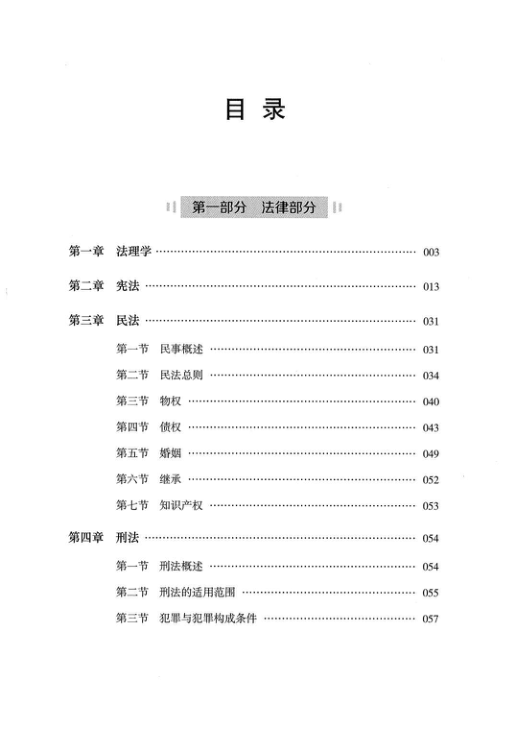 目录
第一部分 法律部分
第一章 法理学 …… 003
第二章 宪法 …… 013
第三章 民法 …… 031
第一节 民事概述 …… 031
第二节 民法总则 …… 034
第三节 物权 …… 040
第四节 债权 …… 043
第五节 婚姻 …… 049
第六节 继承 …… 052
第七节 知识产权 …… 053
第四章 刑法 …… 054
第一节 刑法概述 …… 054
第二节 刑法的适用范围 …… 055
第三节 犯罪与犯罪构成条件 …… 057